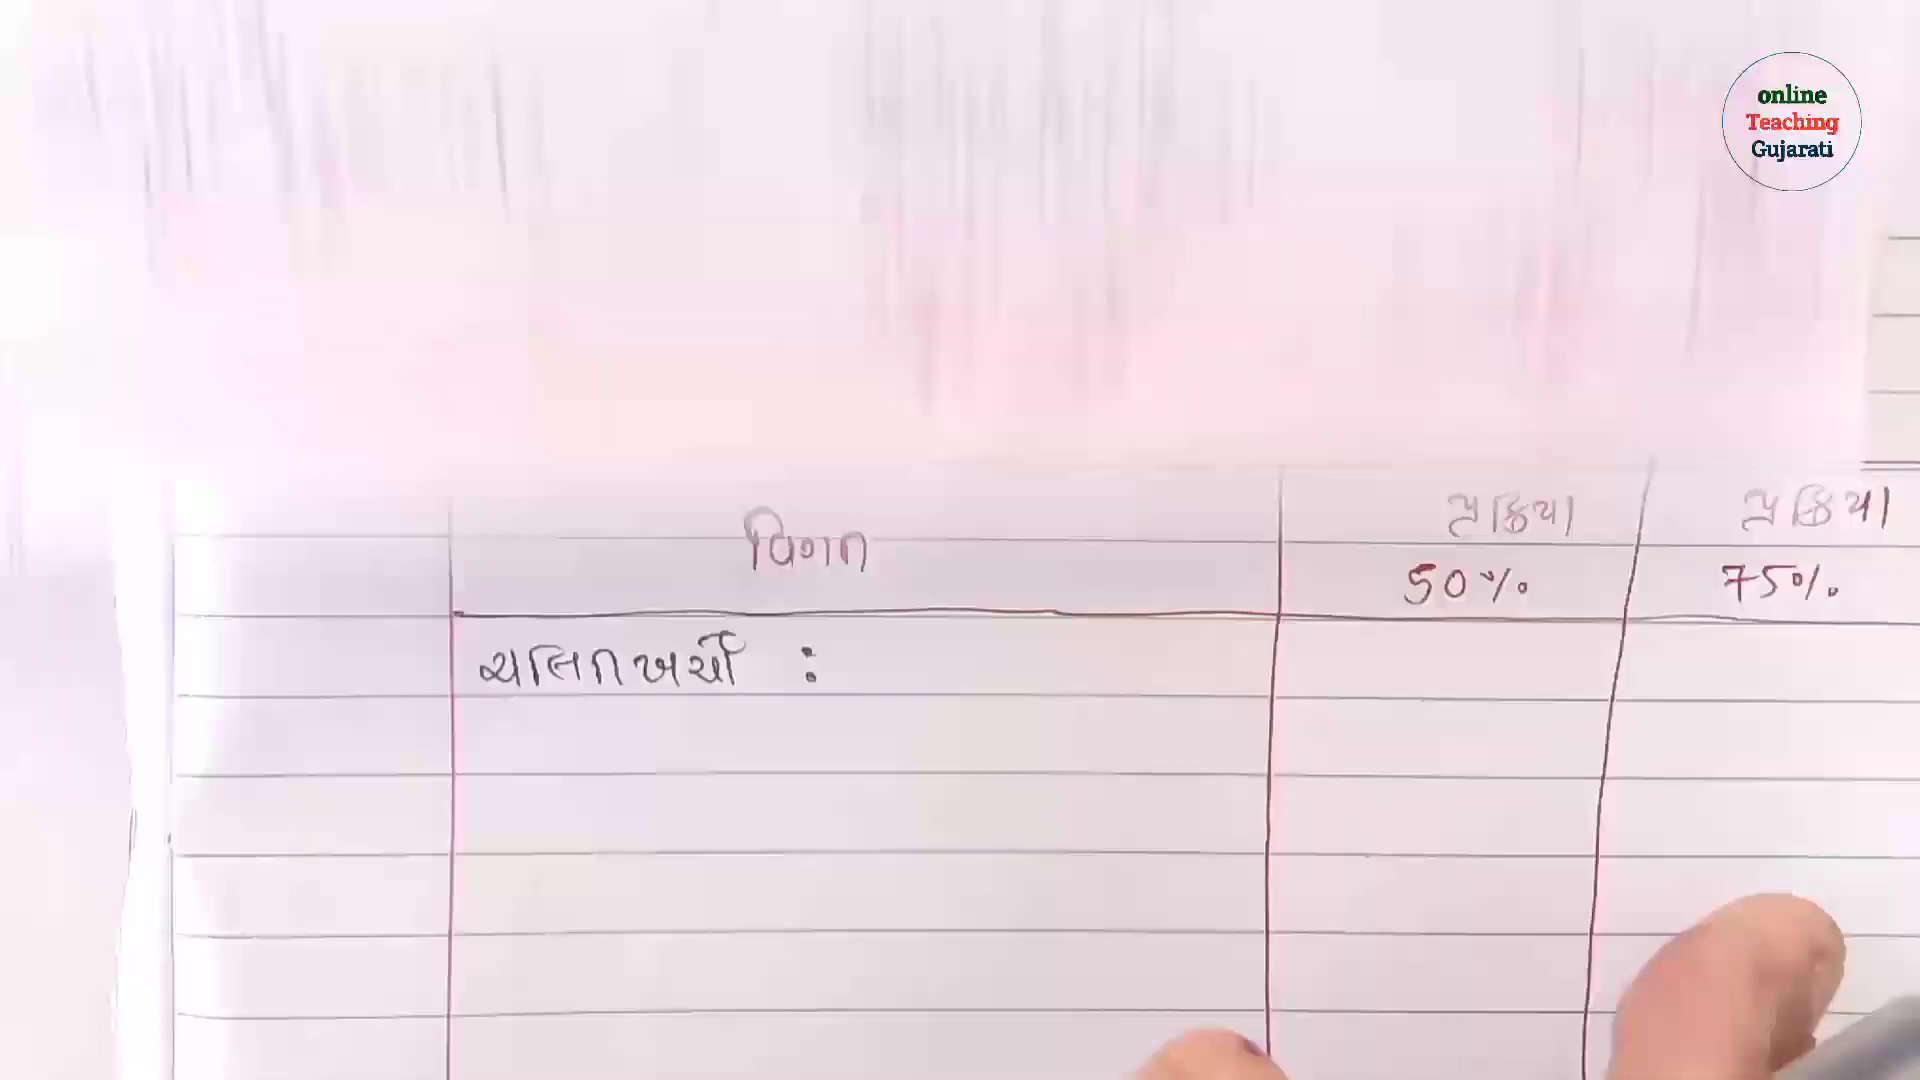 online
Teaching
Gujarati
વિગત પ્રક્રિયા પ્રક્રિયા
50% 75%
ચલિતખર્ચો :